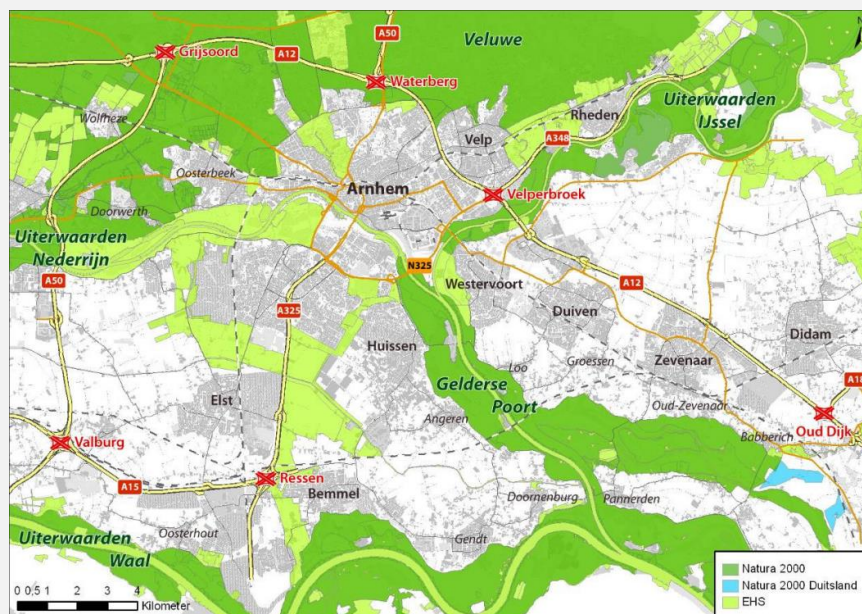 N
A50
Veluwe
Grijsoord
A12
Waterberg
Uiterwaarden
IJssel
Rheden
Wolfheze
Velp
A348
Oosterbeek
Arnhem
Velperbroek
Doorwerth
Uiterwaarden
Nederrijn
N325
A50
Westervoort
A12
A325
Duiven
Didam
Huissen
Zevenaar
Loo
Groessen
A18
Elst
Gelderse
Poort
Oud-Zevenaar
Angeren
Oud Dijk
Babberich
Valburg
Ressen
A15
Bemmel
Doornenburg
Pannerden
Oosterhout
Gendt
Uiterwaarden
Waal
Natura 2000
Natura 2000 Duitsland
EHS
0 0,5 1 2 3 4
Kilometer